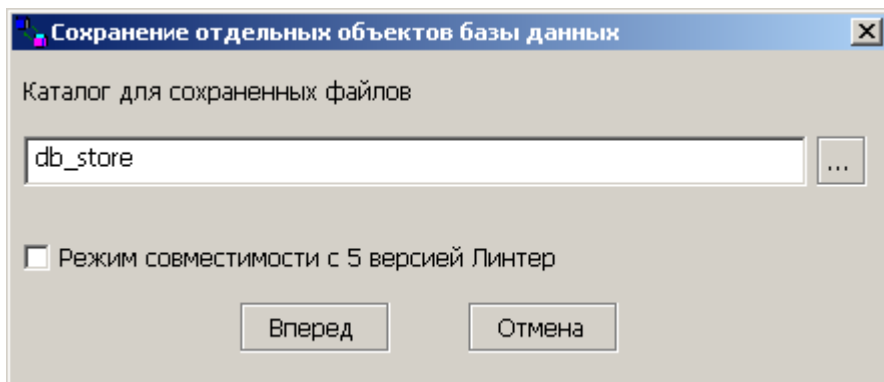 Сохранение отдельных объектов базы данных
Каталог для сохраненных файлов
db_store
...
Режим совместимости с 5 версией Линтер
Вперед Отмена